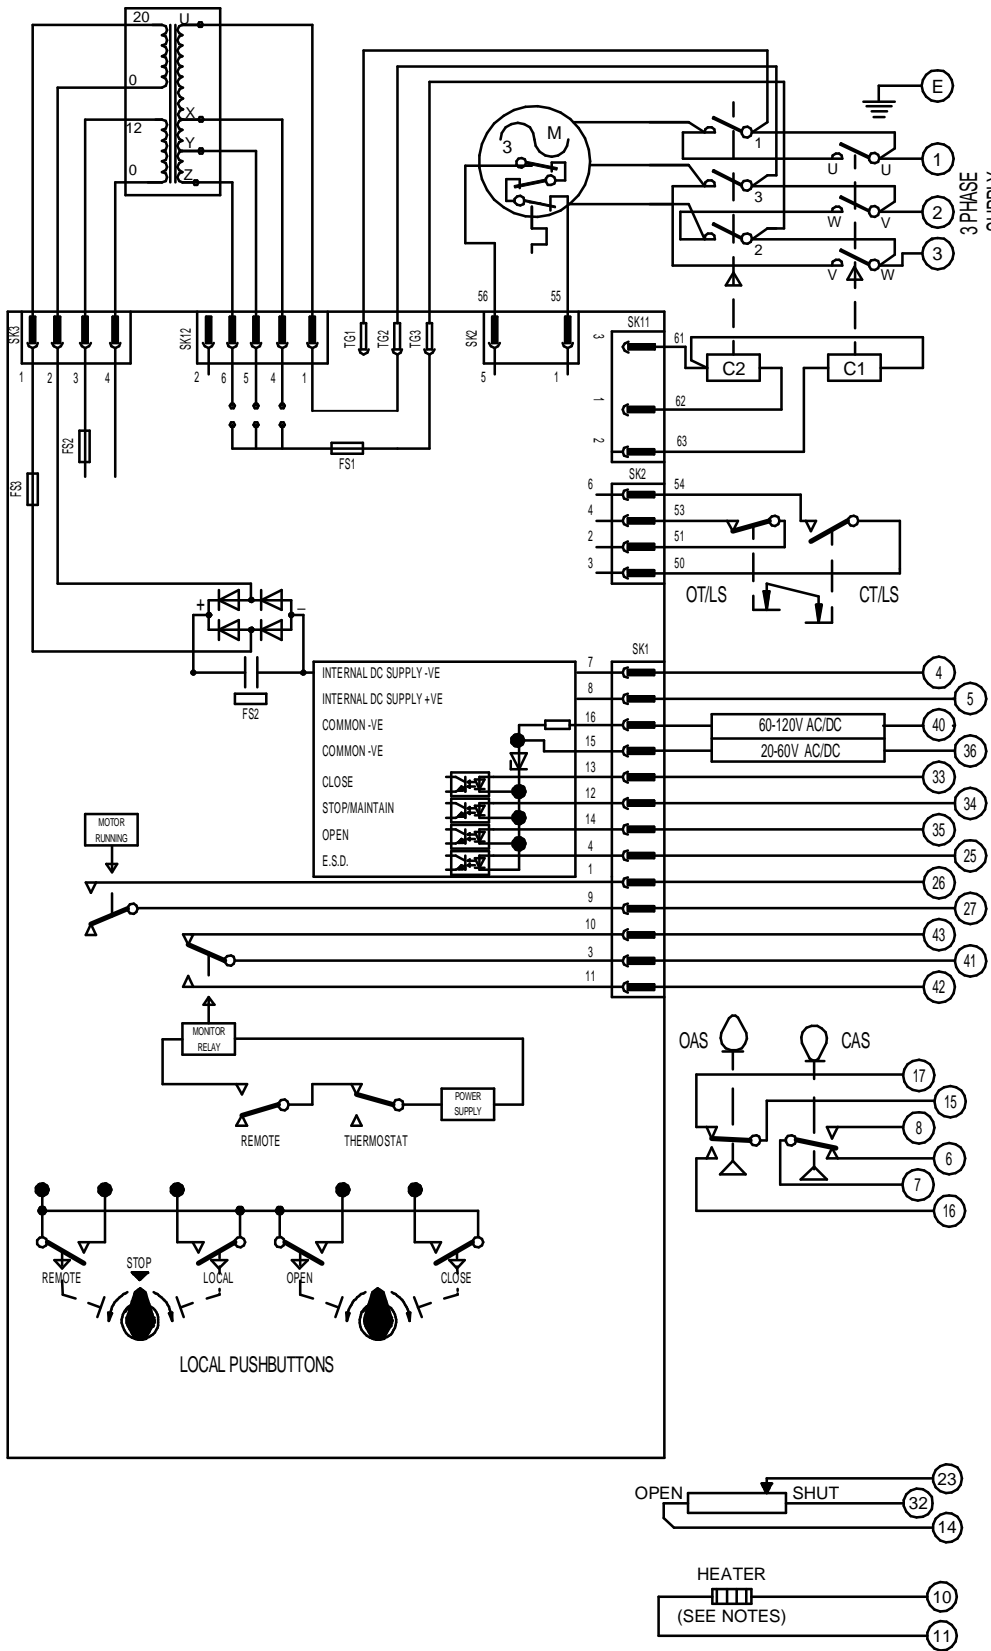 20
U
0
X
12
Y
0
Z
3
M
1
3
2
U
U
W
V
V
W
E
1
2
3
3 PHASE
SUPPLY
SK3
1
2
3
4
SK12
2
6
5
4
1
TG1
TG2
TG3
56
55
SK2
5
1
SK11
3
61
1
62
2
63
C2
C1
FS2
FS3
FS1
SK2
6
54
4
53
2
51
3
50
OT/LS
CT/LS
+
–
FS2
SK1
INTERNAL DC SUPPLY -VE
7
4
INTERNAL DC SUPPLY +VE
8
5
COMMON -VE
16
60-120V AC/DC
40
COMMON -VE
15
20-60V AC/DC
36
CLOSE
13
33
STOP/MAINTAIN
12
34
OPEN
14
35
E.S.D.
4
25
1
26
9
27
10
43
3
41
11
42
MOTOR
RUNNING
MONITOR
RELAY
REMOTE
THERMOSTAT
POWER
SUPPLY
OAS
CAS
17
15
8
6
7
16
REMOTE
STOP
LOCAL
OPEN
CLOSE
LOCAL PUSHBUTTONS
OPEN
SHUT
23
32
14
HEATER
(SEE NOTES)
10
11